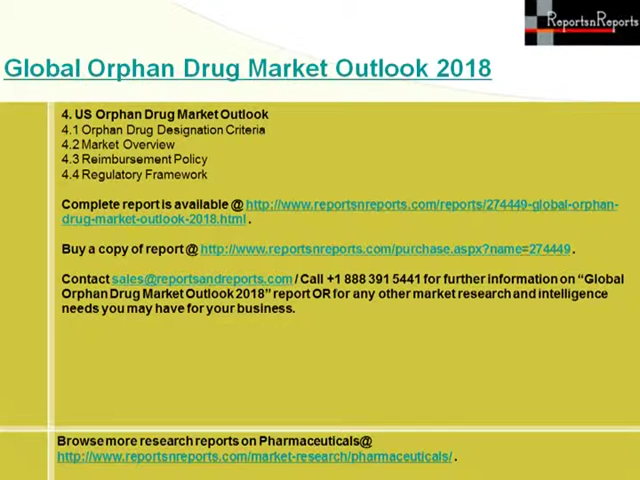 ReportsnReports
Global Orphan Drug Market Outlook 2018
4. US Orphan Drug Market Outlook
4.1 Orphan Drug Designation Criteria
4.2 Market Overview
4.3 Reimbursement Policy
4.4 Regulatory Framework
Complete report is available @ http://www.reportsnreports.com/reports/274449-global-orphan-
drug-market-outlook-2018.html .
Buy a copy of report @ http://www.reportsnreports.com/purchase.aspx?name=274449 .
Contact sales@reportsandreports.com / Call +1 888 391 5441 for further information on “Global
Orphan Drug Market Outlook 2018” report OR for any other market research and intelligence
needs you may have for your business.
Browse more research reports on Pharmaceuticals@
http://www.reportsnreports.com/market-research/pharmaceuticals/ .